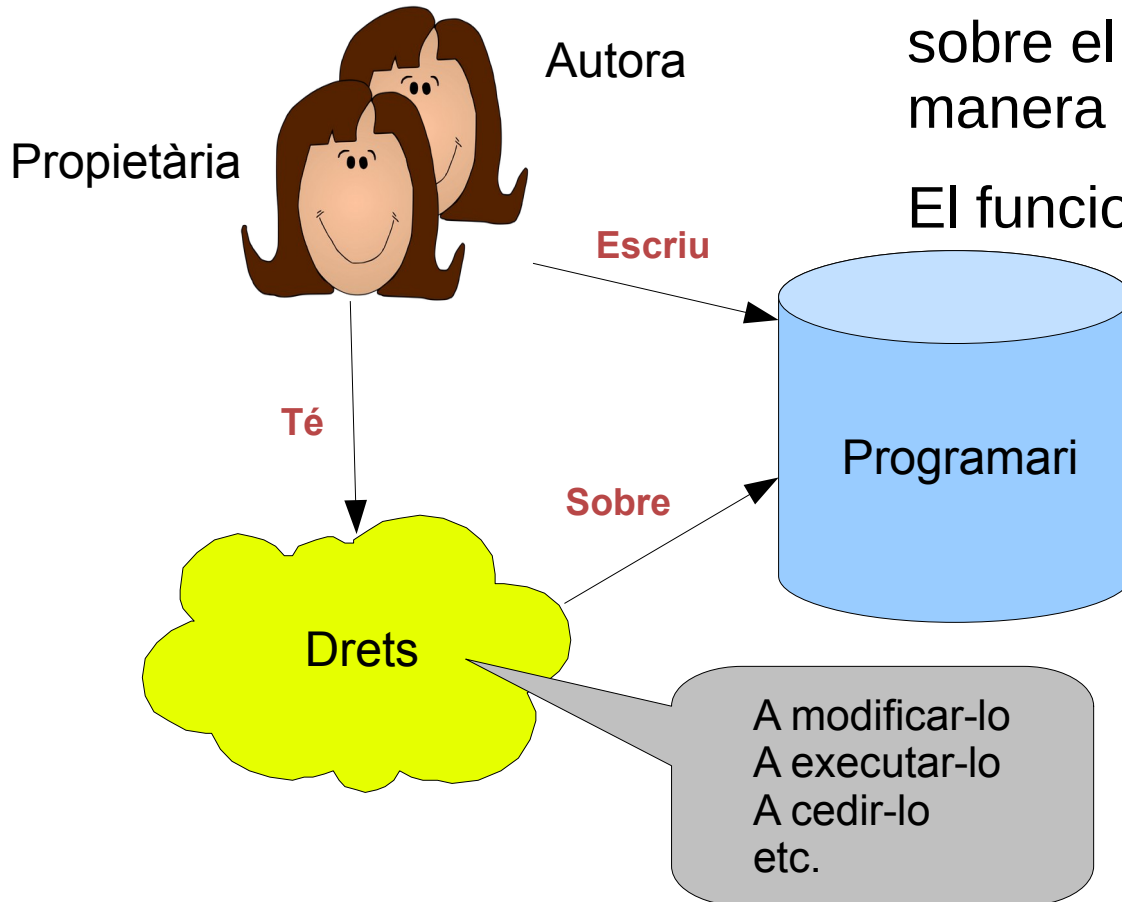 sobre el
manera
El funcio
Autora
Propietària
Escriu
Té
Sobre
Programari
Drets
A modificar-lo
A executar-lo
A cedir-lo
etc.